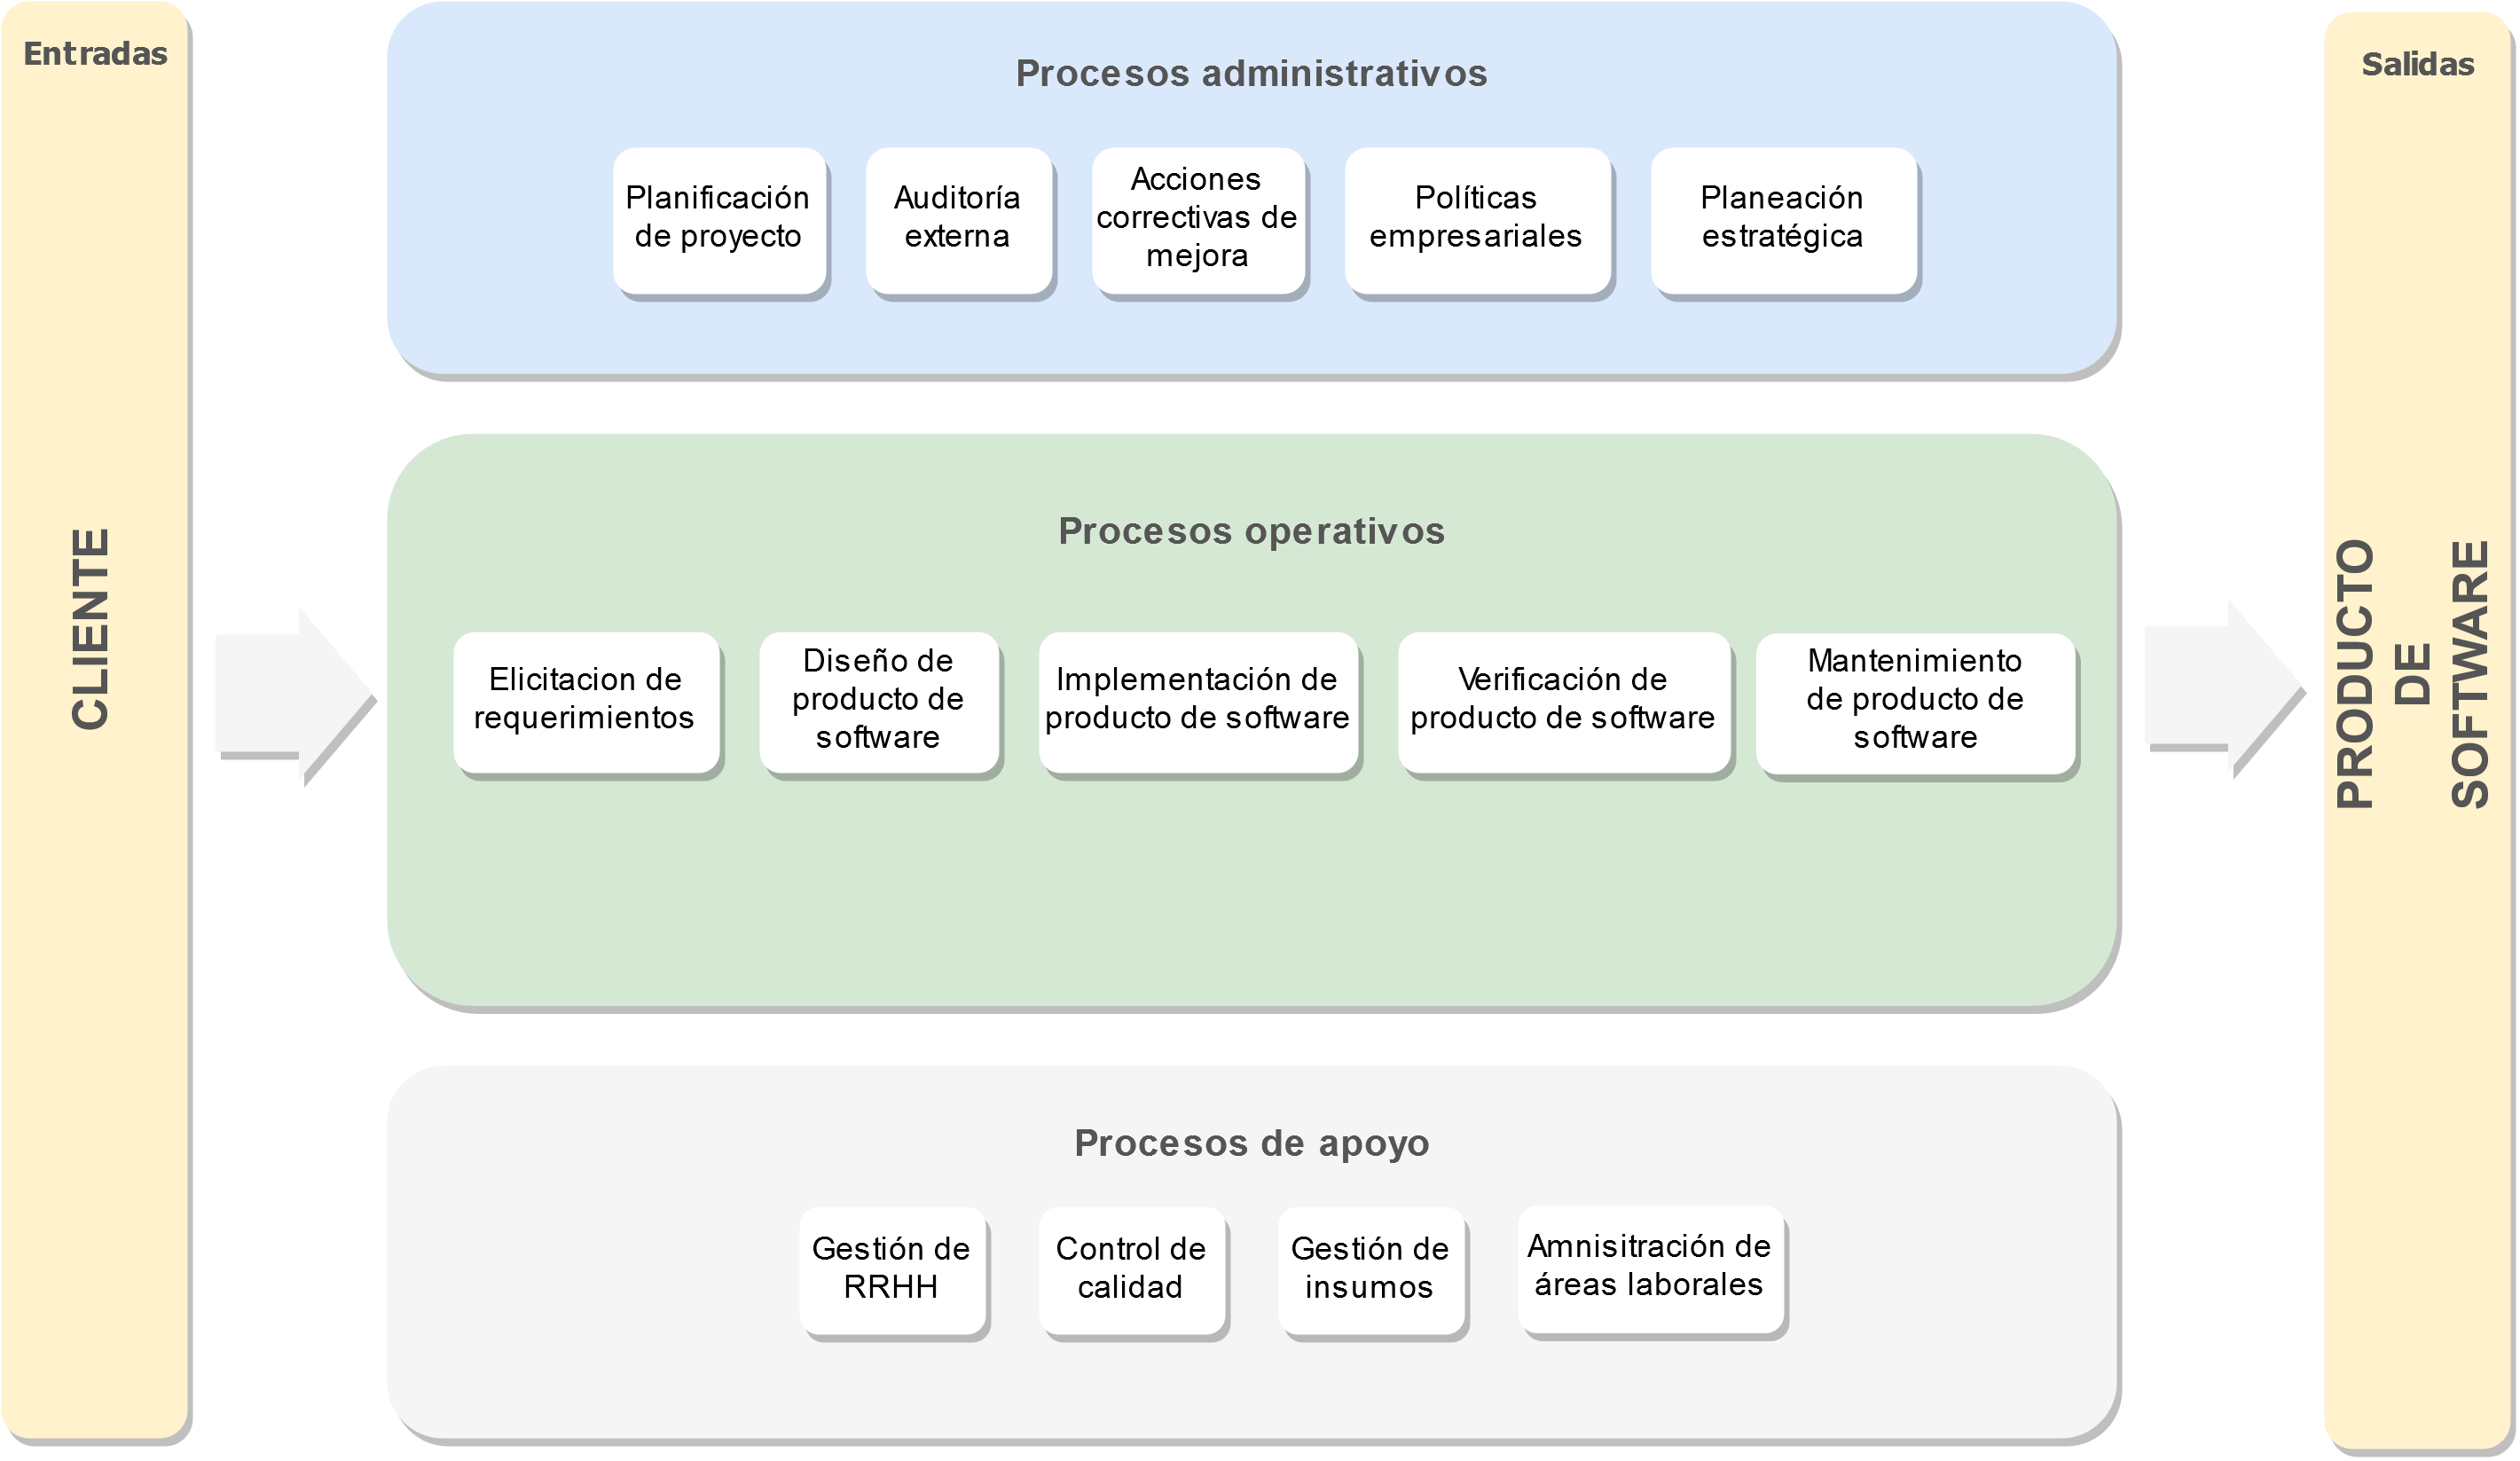 Entradas
CLIENTE
Procesos administrativos
Planificación
de proyecto
Auditoría
externa
Acciones
correctivas de
mejora
Políticas
empresariales
Planeación
estratégica
Procesos operativos
Elicitacion de
requerimientos
Diseño de
producto de
software
Implementación de
producto de software
Verificación de
producto de software
Mantenimiento
de producto de
software
Procesos de apoyo
Gestión de
RRHH
Control de
calidad
Gestión de
insumos
Amnisitración de
áreas laborales
Salidas
PRODUCTO
DE
SOFTWARE